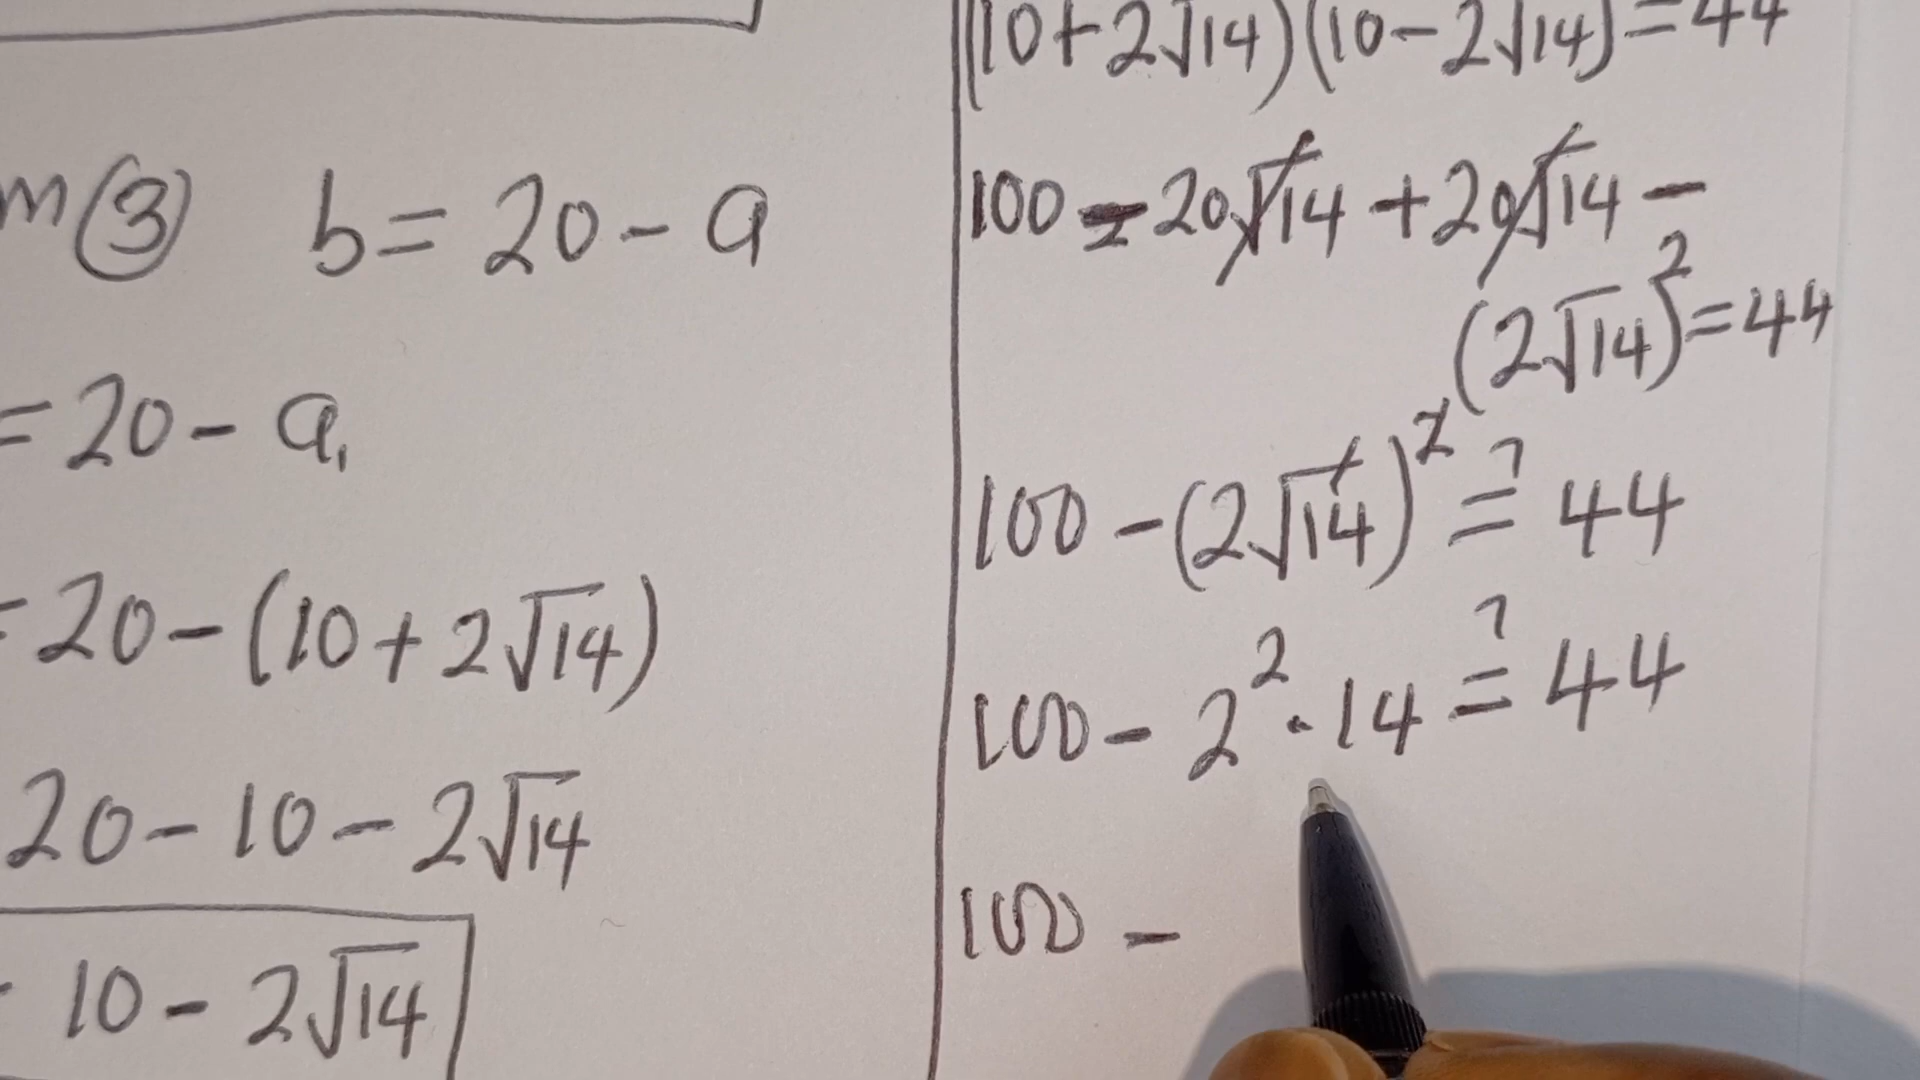 m ③ b = 20 - a
= 20 - a₁
= 20 - (10 + 2√14)
20 - 10 - 2√14
10 - 2√14
(10 + 2√14)(10 - 2√14) = 44
100 - 20√14 + 20√14 -
(2√14)² = 44
100 - (2√14)² ≟ 44
100 - 2² · 14 ≟ 44
100 -